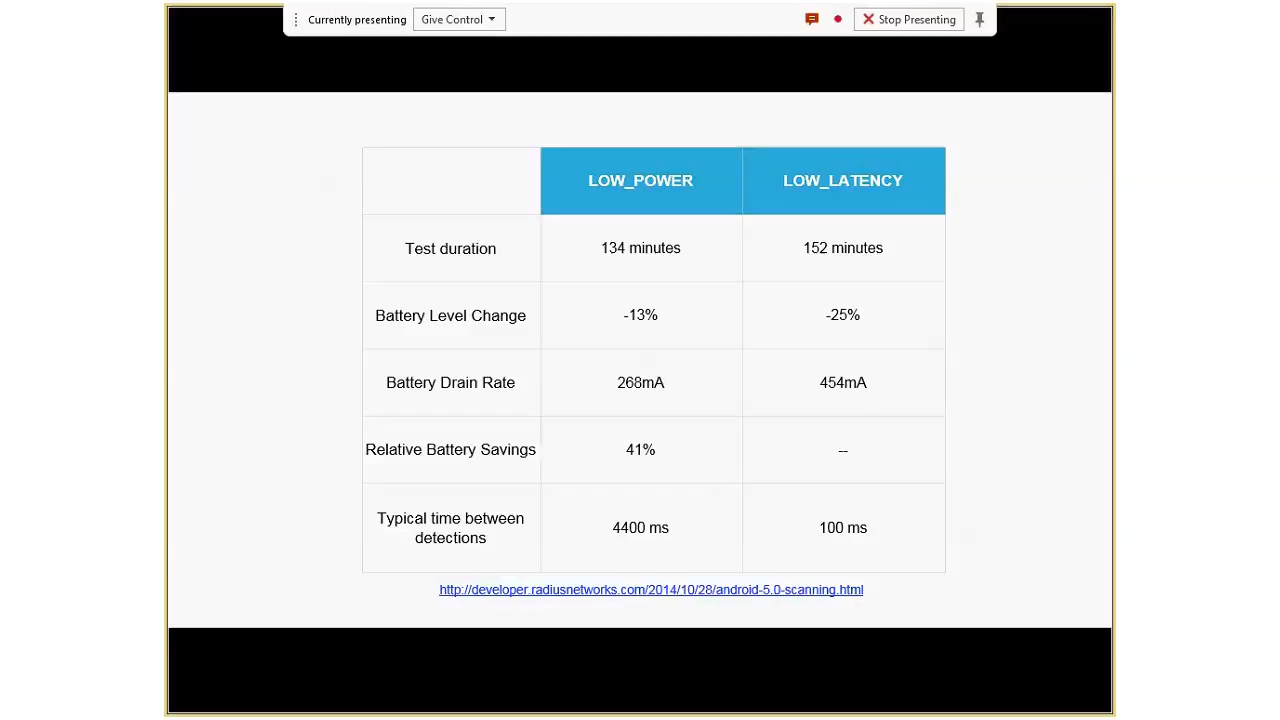 Currently presenting Give Control Stop Presenting
LOW_POWER LOW_LATENCY
Test duration 134 minutes 152 minutes
Battery Level Change -13% -25%
Battery Drain Rate 268mA 454mA
Relative Battery Savings 41% --
Typical time between
detections 4400 ms 100 ms
http://developer.radiusnetworks.com/2014/10/28/android-5.0-scanning.html